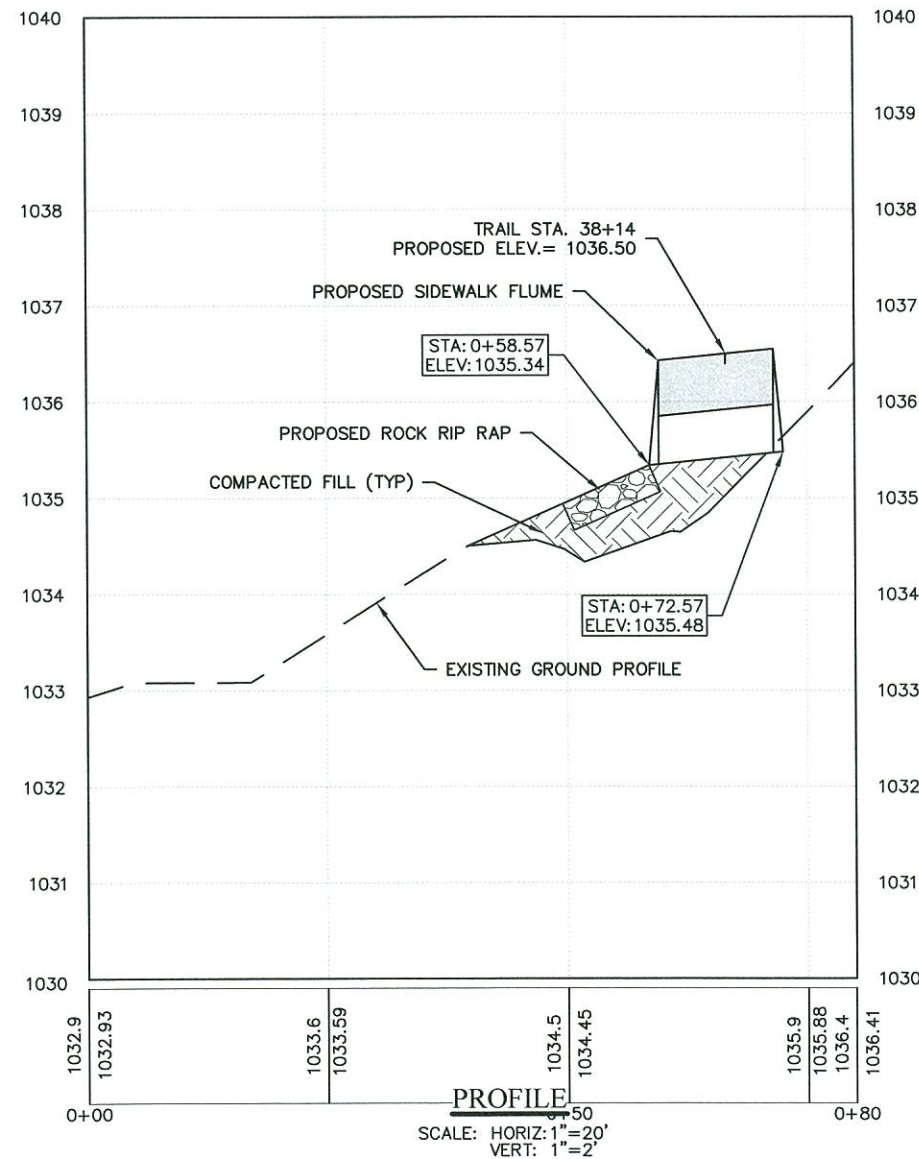 1040
1040
1039
1039
1038
1038
TRAIL STA. 38+14
PROPOSED ELEV.= 1036.50
1037
PROPOSED SIDEWALK FLUME
1037
STA: 0+58.57
ELEV: 1035.34
1036
1036
PROPOSED ROCK RIP RAP
COMPACTED FILL (TYP)
1035
1035
1034
STA: 0+72.57
ELEV: 1035.48
1034
EXISTING GROUND PROFILE
1033
1033
1032
1032
1031
1031
1030
1030
1032.9
1032.93
1033.6
1033.59
1034.5
1034.45
1035.9
1035.88
1036.4
1036.41
PROFILE
0+00
0+50
0+80
SCALE: HORIZ: 1"=20'
VERT: 1"=2'